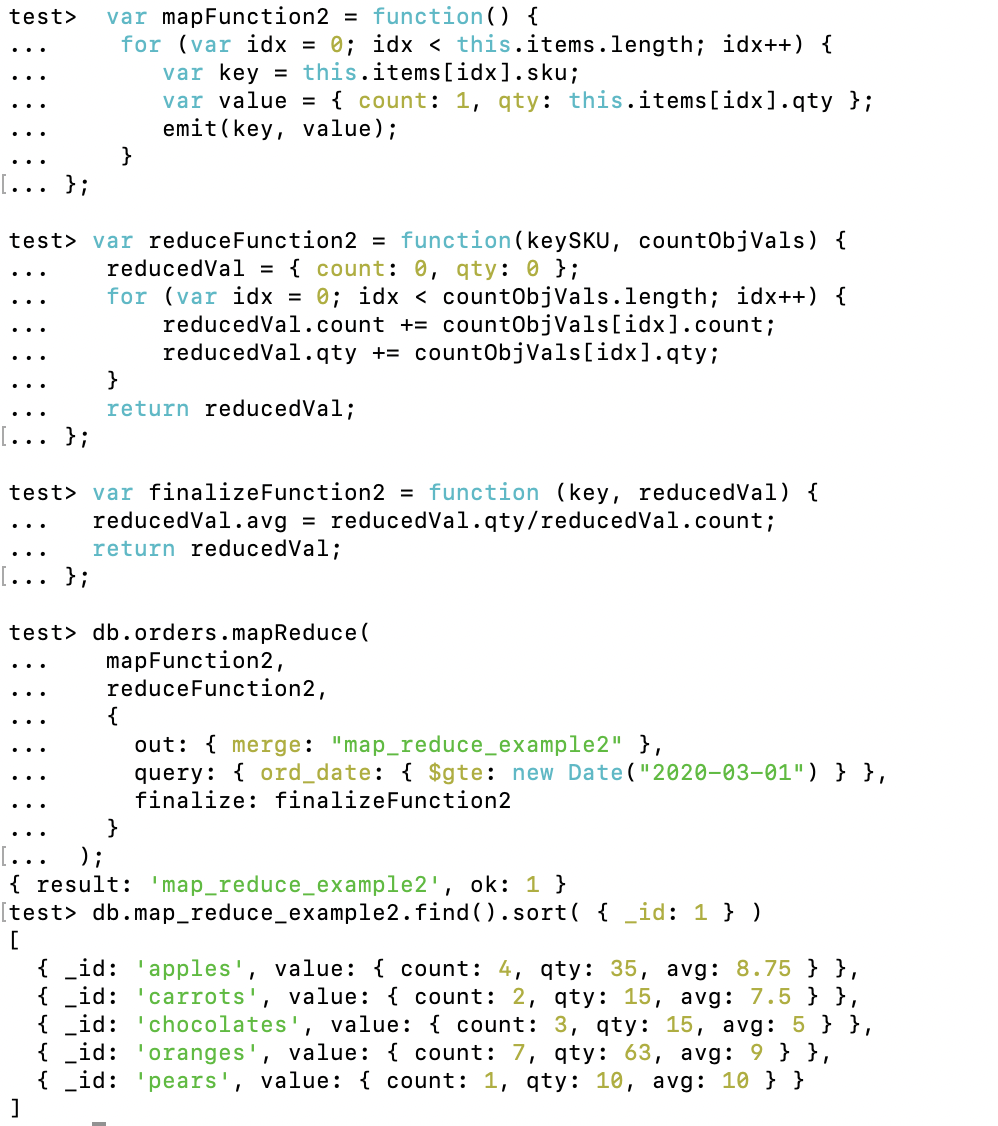 test>  var mapFunction2 = function() {
...     for (var idx = 0; idx < this.items.length; idx++) {
...        var key = this.items[idx].sku;
...        var value = { count: 1, qty: this.items[idx].qty };
...        emit(key, value);
...     }
[... };
test> var reduceFunction2 = function(keySKU, countObjVals) {
...    reducedVal = { count: 0, qty: 0 };
...    for (var idx = 0; idx < countObjVals.length; idx++) {
...        reducedVal.count += countObjVals[idx].count;
...        reducedVal.qty += countObjVals[idx].qty;
...    }
...    return reducedVal;
[... };
test> var finalizeFunction2 = function (key, reducedVal) {
...   reducedVal.avg = reducedVal.qty/reducedVal.count;
...   return reducedVal;
[... };
test> db.orders.mapReduce(
...    mapFunction2,
...    reduceFunction2,
...    {
...      out: { merge: "map_reduce_example2" },
...      query: { ord_date: { $gte: new Date("2020-03-01") } },
...      finalize: finalizeFunction2
...    }
[...  );
{ result: 'map_reduce_example2', ok: 1 }
[test> db.map_reduce_example2.find().sort( { _id: 1 } )
[
  { _id: 'apples', value: { count: 4, qty: 35, avg: 8.75 } },
  { _id: 'carrots', value: { count: 2, qty: 15, avg: 7.5 } },
  { _id: 'chocolates', value: { count: 3, qty: 15, avg: 5 } },
  { _id: 'oranges', value: { count: 7, qty: 63, avg: 9 } },
  { _id: 'pears', value: { count: 1, qty: 10, avg: 10 } }
]